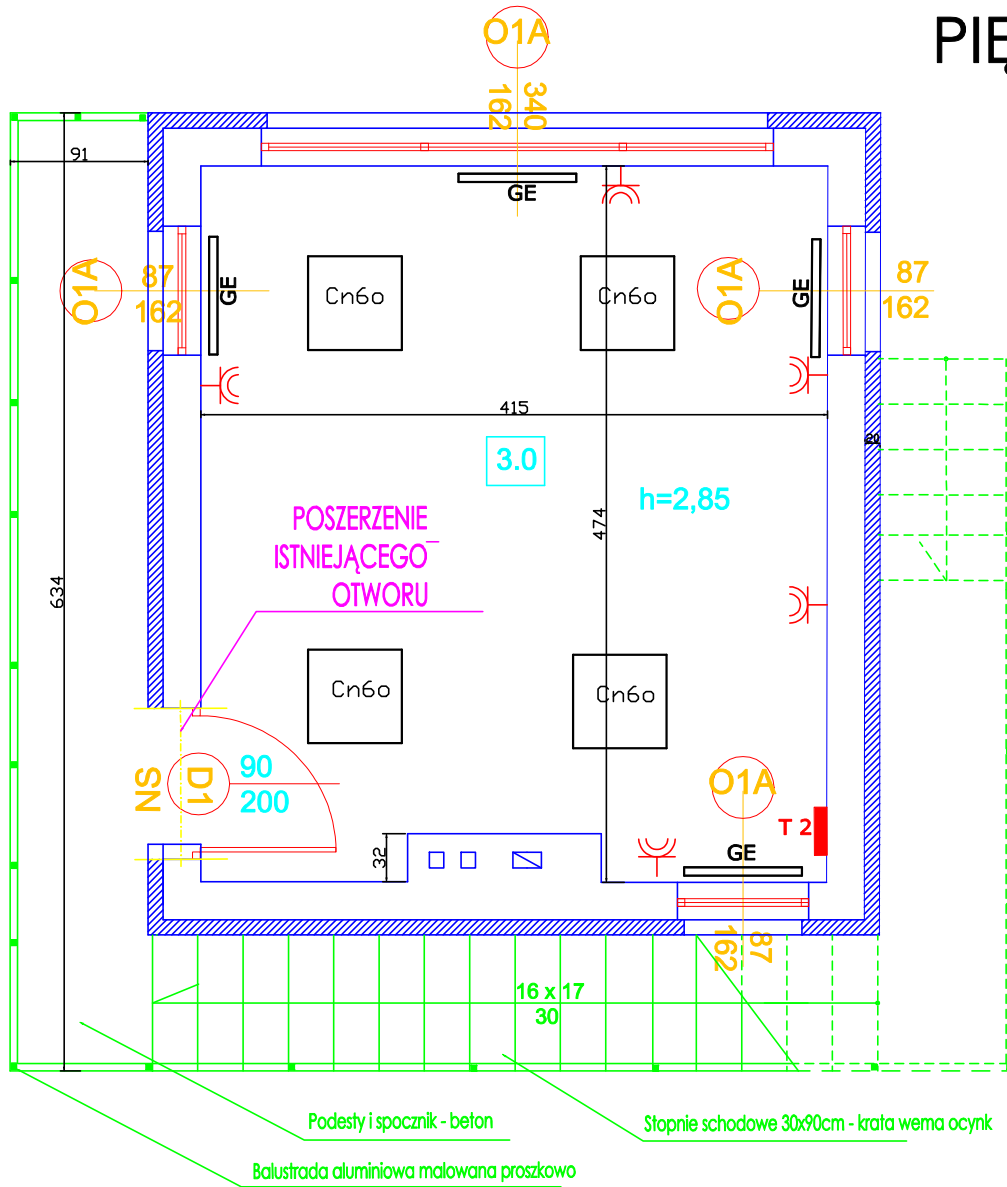 PIĘ
O1A
340
162
91
GE
O1A
87
162
GE
Cn6o
Cn6o
O1A
GE
87
162
415
20
3.0
h=2,85
474
POSZERZENIE
ISTNIEJĄCEGO
OTWORU
634
Cn6o
Cn6o
SN
D1
90
200
O1A
T 2
32
GE
87
162
16 x 17
30
Podesty i spocznik - beton
Stopnie schodowe 30x90cm - krata wema ocynk
Balustrada aluminiowa malowana proszkowo